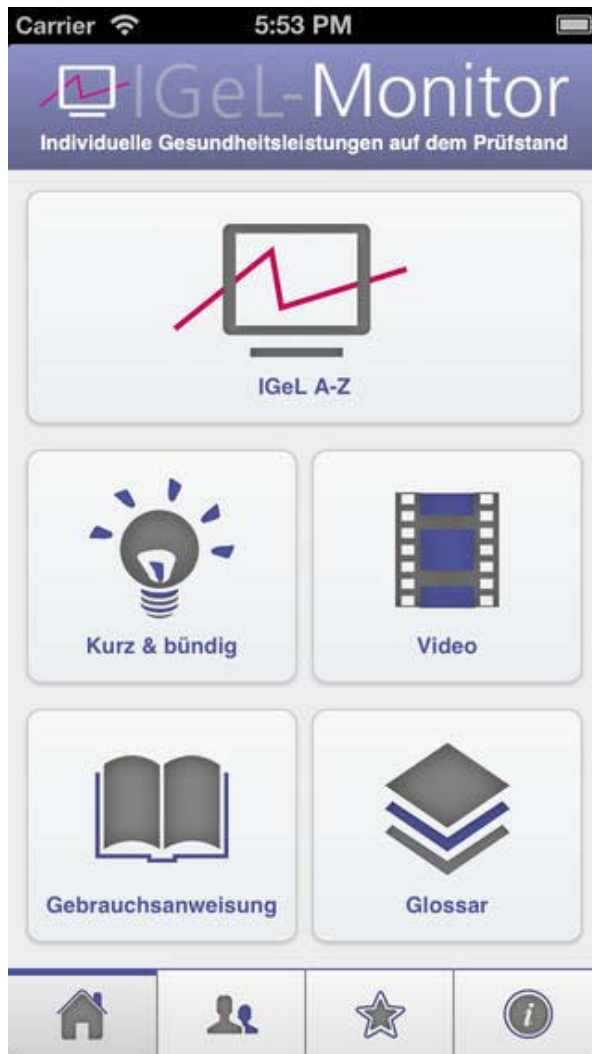 Carrier 5:53 PM
IGeL-Monitor
Individuelle Gesundheitsleistungen auf dem Prüfstand
IGeL A-Z
Kurz & bündig Video
Gebrauchsanweisung Glossar
i